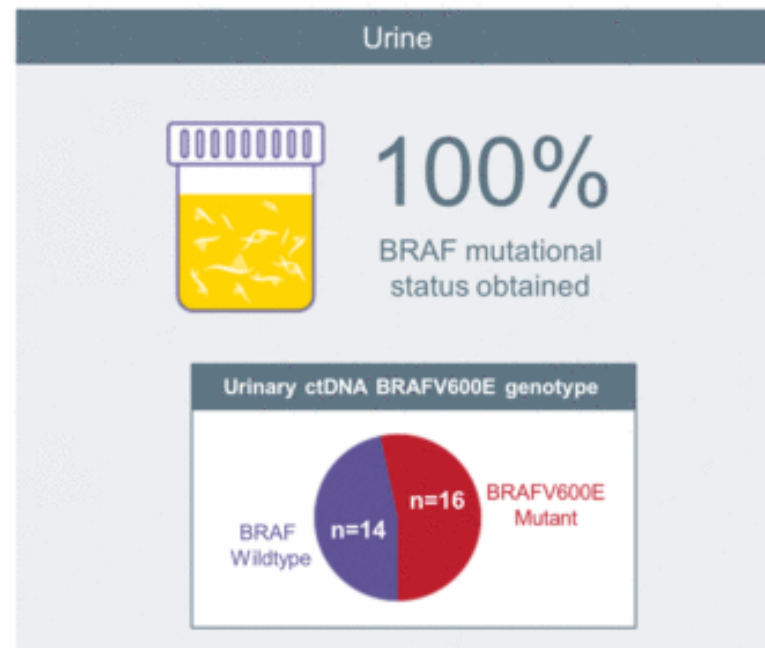 Urine
100%
BRAF mutational
status obtained
Urinary ctDNA BRAFV600E genotype
BRAF
Wildtype
n=14
n=16
BRAFV600E
Mutant